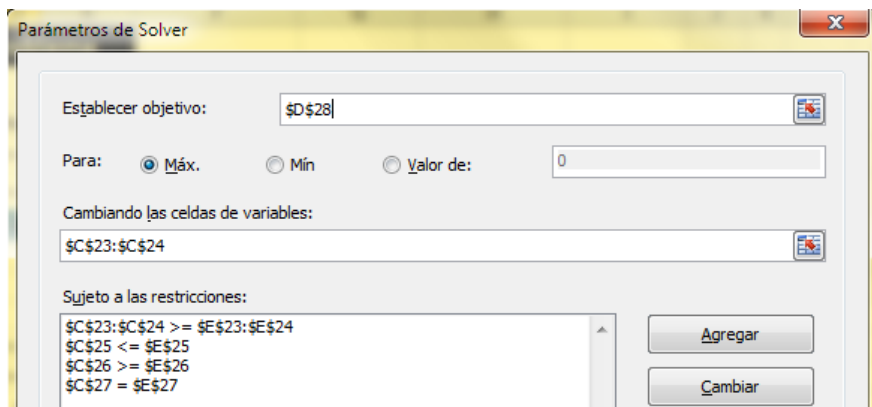 Parámetros de Solver
Establecer objetivo: $D$28
Para: Máx. Mín Valor de: 0
Cambiando las celdas de variables:
$C$23:$C$24
Sujeto a las restricciones:
$C$23:$C$24 >= $E$23:$E$24
$C$25 <= $E$25
$C$26 >= $E$26
$C$27 = $E$27
Agregar
Cambiar